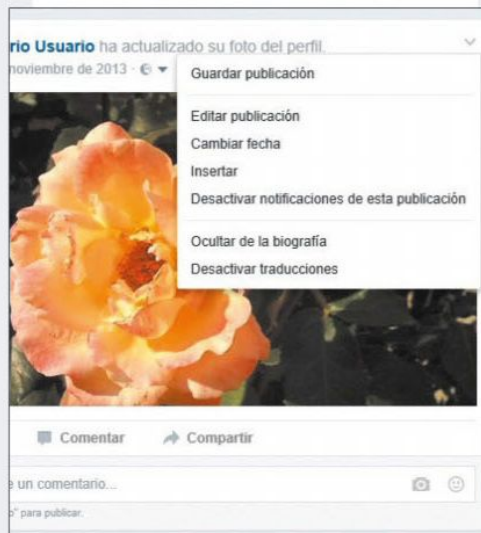 rio Usuario ha actualizado su foto del perfil.
noviembre de 2013
Guardar publicación
Editar publicación
Cambiar fecha
Insertar
Desactivar notificaciones de esta publicación
Ocultar de la biografía
Desactivar traducciones
Comentar Compartir
e un comentario...
o" para publicar.